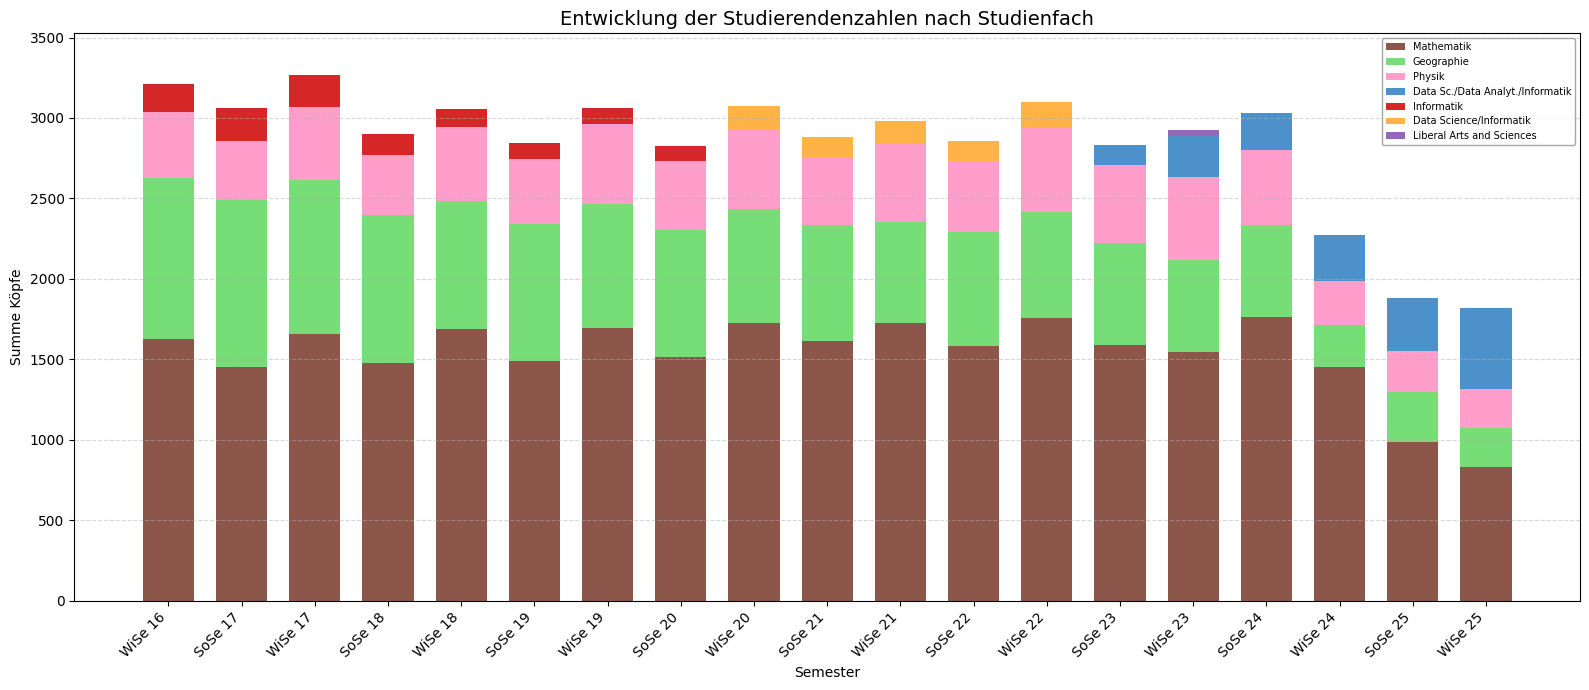 Entwicklung der Studierendenzahlen nach Studienfach
Mathematik
Geographie
Physik
Data Sc./Data Analyt./Informatik
Informatik
Data Science/Informatik
Liberal Arts and Sciences
Summe Köpfe
3500
3000
2500
2000
1500
1000
500
0
WiSe 16
SoSe 17
WiSe 17
SoSe 18
WiSe 18
SoSe 19
WiSe 19
SoSe 20
WiSe 20
SoSe 21
WiSe 21
SoSe 22
WiSe 22
SoSe 23
WiSe 23
SoSe 24
WiSe 24
SoSe 25
WiSe 25
Semester